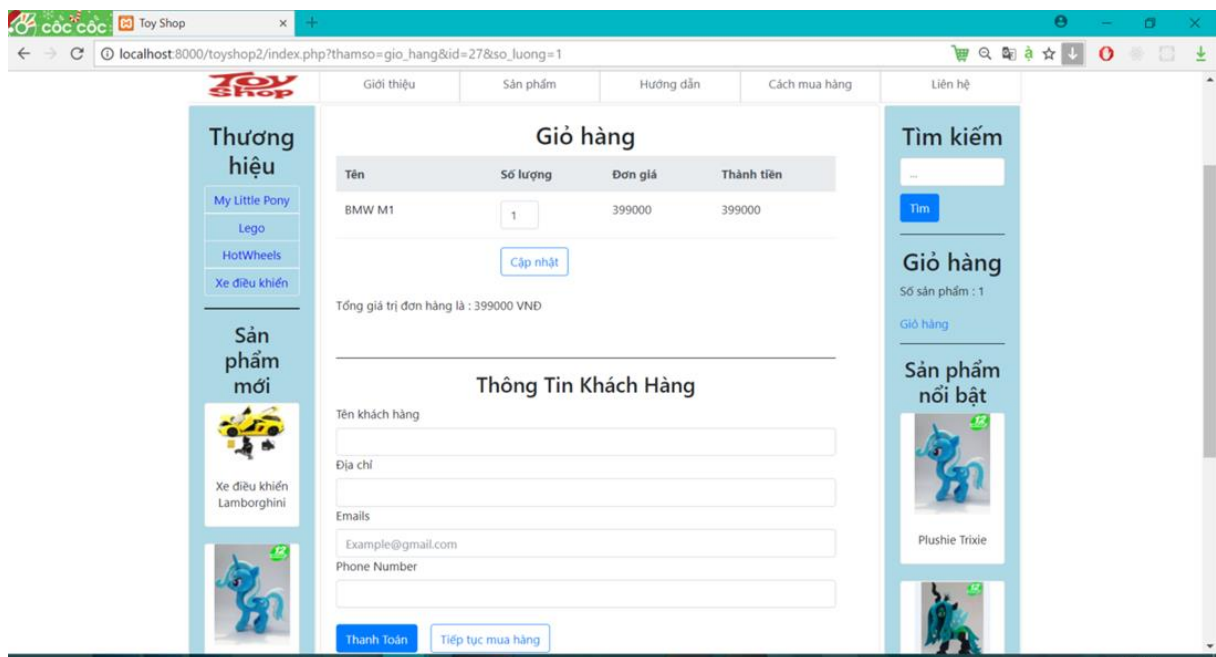 cốc cốc
Toy Shop
localhost:8000/toyshop2/index.php?thamso=gio_hang&id=27&so_luong=1
TOY
Shop
Giới thiệu
Sản phẩm
Hướng dẫn
Cách mua hàng
Liên hệ
Thương
hiệu
My Little Pony
Lego
HotWheels
Xe điều khiển
Sản
phẩm
mới
Xe điều khiển
Lamborghini
Giỏ hàng
Tên Số lượng Đơn giá Thành tiền
BMW M1 1 399000 399000
Cập nhật
Tổng giá trị đơn hàng là : 399000 VNĐ
Thông Tin Khách Hàng
Tên khách hàng
Địa chỉ
Emails
Example@gmail.com
Phone Number
Thanh Toán
Tiếp tục mua hàng
Tìm kiếm
...
Tìm
Giỏ hàng
Số sản phẩm : 1
Giỏ hàng
Sản phẩm
nổi bật
Plushie Trixie